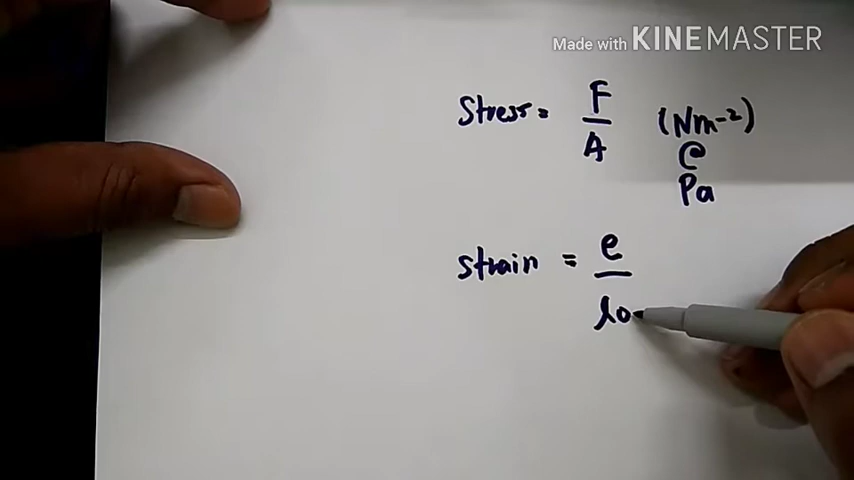 Made with KINEMASTER
Stress = F/A (Nm-2)
@
Pa
strain = e/lo